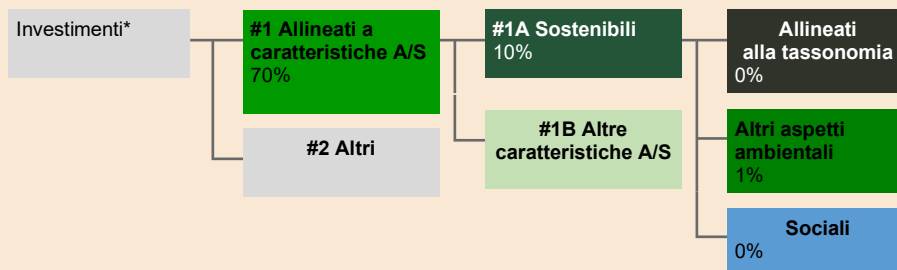 Investimenti*
#1 Allineati a
caratteristiche A/S
70%
#2 Altri
#1A Sostenibili
10%
#1B Altre
caratteristiche A/S
Allineati
alla tassonomia
0%
Altri aspetti
ambientali
1%
Sociali
0%